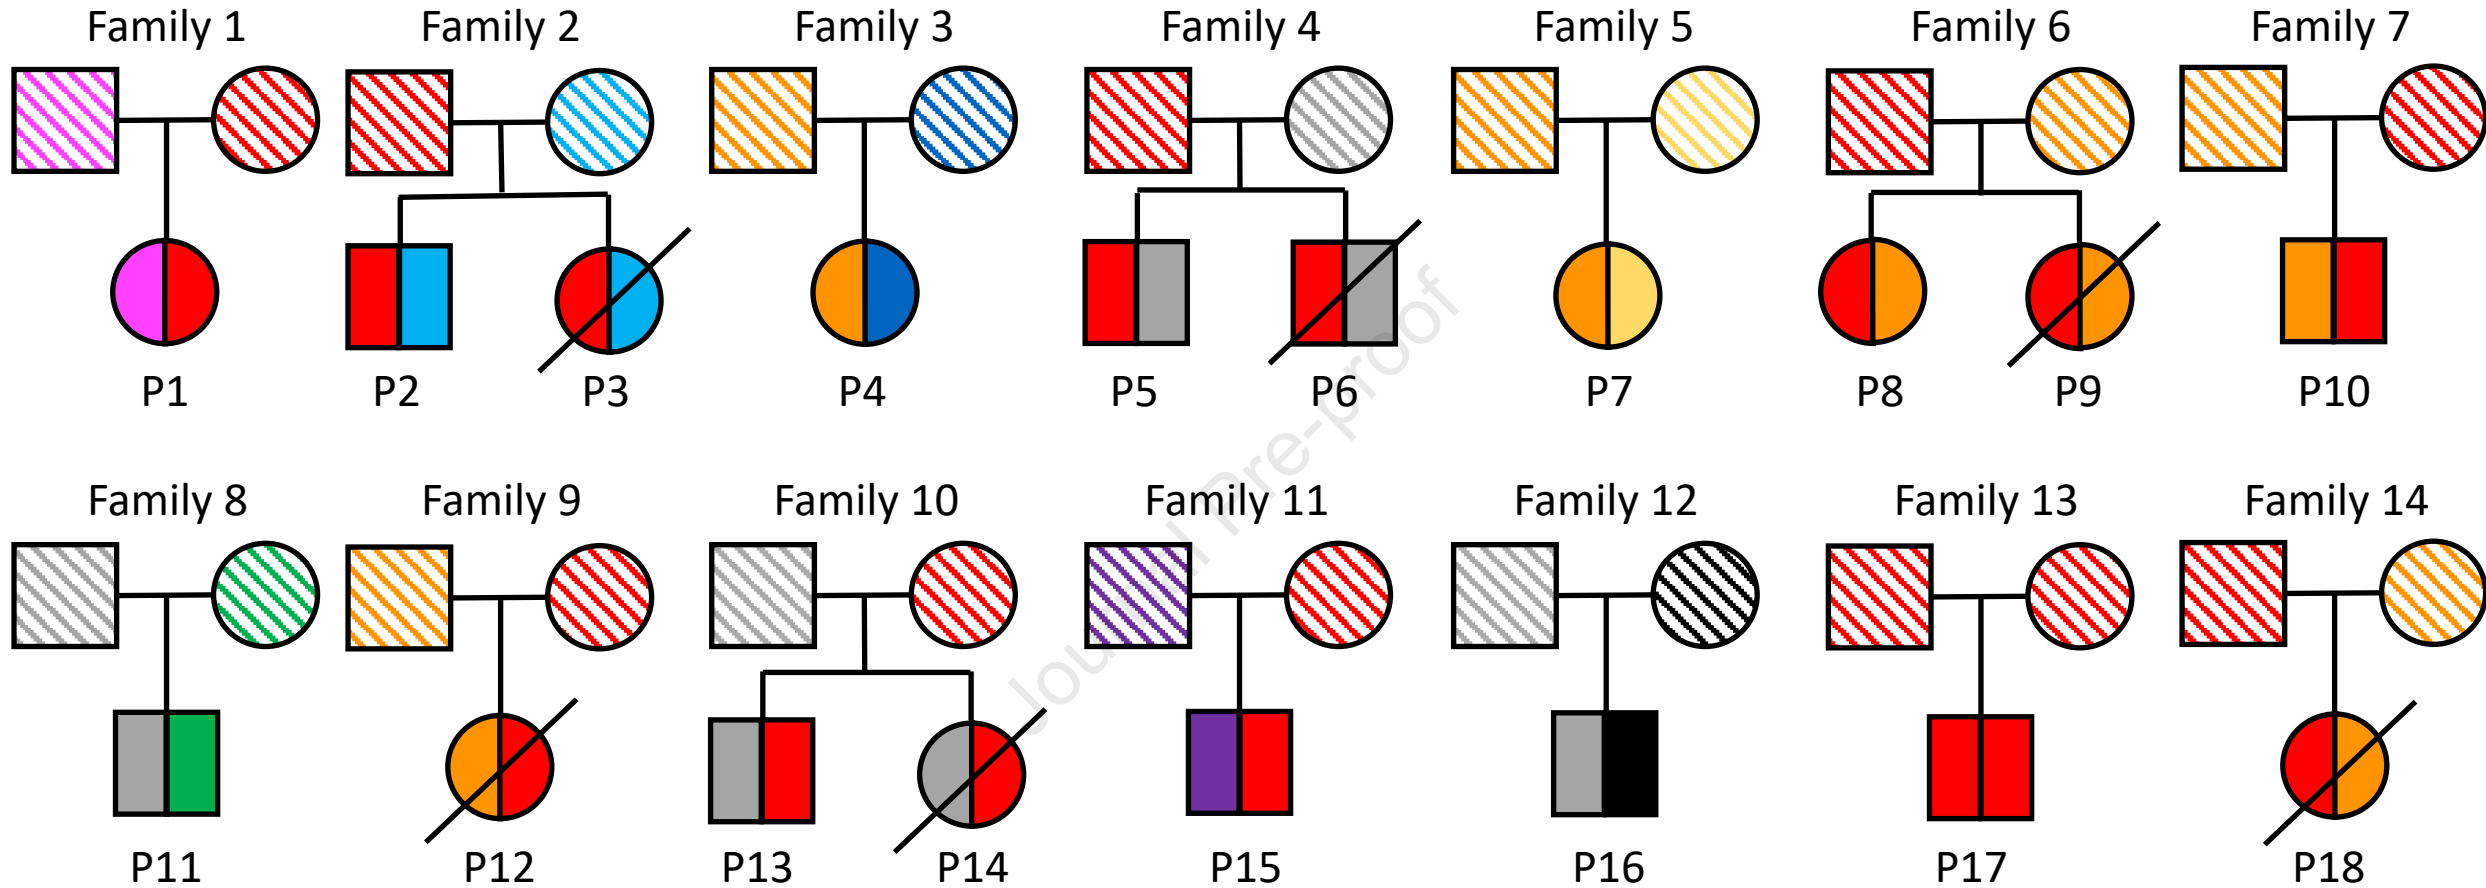 Family 1 Family 2 Family 3 Family 4 Family 5 Family 6 Family 7
P1 P2 P3 P4 P5 P6 P7 P8 P9 P10
Family 8 Family 9 Family 10 Family 11 Family 12 Family 13 Family 14
P11 P12 P13 P14 P15 P16 P17 P18
Journal Pre-proof